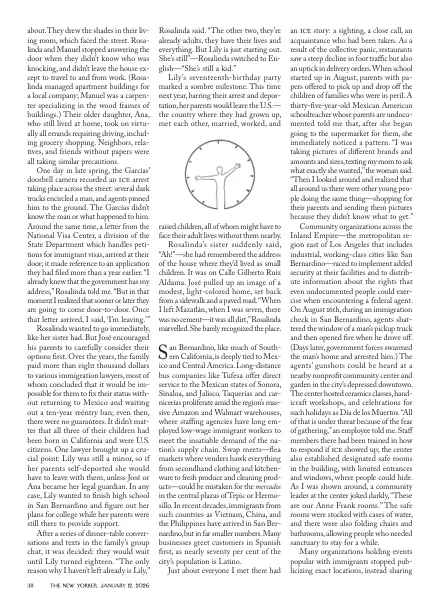 about. They drew the shades in their liv-
ing room, which faced the street. Rosa-
linda and Manuel stopped answering the
door when they didn't know who was
knocking, and didn't leave the house ex-
cept to travel to and from work. (Rosa-
linda managed apartment buildings for
a local company; Manuel was a carpen-
ter specializing in the wood frames of
buildings.) Their older daughter, Ana,
who still lived at home, took on virtu-
ally all errands requiring driving, includ-
ing grocery shopping. Neighbors, rela-
tives, and friends without papers were
all taking similar precautions.
One day in late spring, the Garcias'
doorbell camera recorded an ICE arrest
taking place across the street: several dark
trucks encircled a man, and agents pinned
him to the ground. The Garcias didn't
know the man or what happened to him.
Around the same time, a letter from the
National Visa Center, a division of the
State Department which handles peti-
tions for immigrant visas, arrived at their
door; it made reference to an application
they had filed more than a year earlier. "I
already knew that the government has my
address," Rosalinda told me. "But in that
moment I realized that sooner or later they
are going to come door-to-door. Once
that letter arrived, I said, 'I'm leaving.'"
Rosalinda wanted to go immediately,
like her sister had. But José encouraged
his parents to carefully consider their
options first. Over the years, the family
paid more than eight thousand dollars
to various immigration lawyers, most of
whom concluded that it would be im-
possible for them to fix their status with-
out returning to Mexico and waiting
out a ten-year reëntry ban; even then,
there were no guarantees. It didn't mat-
ter that all three of their children had
been born in California and were U.S.
citizens. One lawyer brought up a cru-
cial point: Lily was still a minor, so if
her parents self-deported she would
have to leave with them, unless José or
Ana became her legal guardian. In any
case, Lily wanted to finish high school
in San Bernardino and figure out her
plans for college while her parents were
still there to provide support.
After a series of dinner-table conver-
sations and texts in the family's group
chat, it was decided: they would wait
until Lily turned eighteen. "The only
reason why I haven't left already is Lily,"
Rosalinda said. "The other two, they're
already adults, they have their lives and
everything. But Lily is just starting out.
She's still"—Rosalinda switched to En-
glish—"She's still a kid."
Lily's seventeenth-birthday party
marked a sombre milestone. This time
next year, barring their arrest and depor-
tation, her parents would leave the U.S.—
the country where they had grown up,
met each other, married, worked, and
raised children, all of whom may have to
face their adult lives without them nearby.
Rosalinda's sister suddenly said,
"Ah!"—she had remembered the address
of the house where they'd lived as small
children. It was on Calle Gilberto Ruiz
Aldama. José pulled up an image of a
modest, light-colored home, set back
from a sidewalk and a paved road. "When
I left Mazatlán, when I was seven, there
was no cement—it was all dirt," Rosalinda
marvelled. She barely recognized the place.
San Bernardino, like much of South-
ern California, is deeply tied to Mex-
ico and Central America. Long-distance
bus companies like Tufesa offer direct
service to the Mexican states of Sonora,
Sinaloa, and Jalisco. Taquerias and car-
nicerias proliferate amid the region's mas-
sive Amazon and Walmart warehouses,
where staffing agencies have long em-
ployed low-wage immigrant workers to
meet the insatiable demand of the na-
tion's supply chain. Swap meets—flea
markets where vendors hawk everything
from secondhand clothing and kitchen-
ware to fresh produce and cleaning prod-
ucts—could be mistaken for the mercados
in the central plazas of Tepic or Hermo-
sillo. In recent decades, immigrants from
such countries as Vietnam, China, and
the Philippines have arrived in San Ber-
nardino, but in far smaller numbers. Many
businesses greet customers in Spanish
first, as nearly seventy per cent of the
city's population is Latino.
Just about everyone I met there had
an ICE story: a sighting, a close call, an
acquaintance who had been taken. As a
result of the collective panic, restaurants
saw a steep decline in foot traffic but also
an uptick in delivery orders. When school
started up in August, parents with pa-
pers offered to pick up and drop off the
children of families who were in peril. A
thirty-five-year-old Mexican American
schoolteacher whose parents are undocu-
mented told me that, after she began
going to the supermarket for them, she
immediately noticed a pattern. "I was
taking pictures of different brands and
amounts and sizes, texting my mom to ask
what exactly she wanted," the woman said.
"Then I looked around and realized that
all around us there were other young peo-
ple doing the same thing—shopping for
their parents and sending them pictures
because they didn't know what to get."
Community organizations across the
Inland Empire—the metropolitan re-
gion east of Los Angeles that includes
industrial, working-class cities like San
Bernardino—raced to implement added
security at their facilities and to distrib-
ute information about the rights that
even undocumented people could exer-
cise when encountering a federal agent.
On August 16th, during an immigration
check in San Bernardino, agents shat-
tered the window of a man's pickup truck
and then opened fire when he drove off.
(Days later, government forces swarmed
the man's home and arrested him.) The
agents' gunshots could be heard at a
nearby nonprofit community center and
garden in the city's depressed downtown.
The center hosted ceramics classes, hand-
craft workshops, and celebrations for
such holidays as Día de los Muertos. "All
of that is under threat because of the fear
of gathering," an employee told me. Staff
members there had been trained in how
to respond if ICE showed up; the center
also established designated safe rooms
in the building, with limited entrances
and windows, where people could hide.
As I was shown around, a community
leader at the center joked darkly, "These
are our Anne Frank rooms." The safe
rooms were stocked with cases of water,
and there were also folding chairs and
bathrooms, allowing people who needed
sanctuary to stay for a while.
Many organizations holding events
popular with immigrants stopped pub-
licizing exact locations, instead sharing
38 THE NEW YORKER, JANUARY 12, 2026